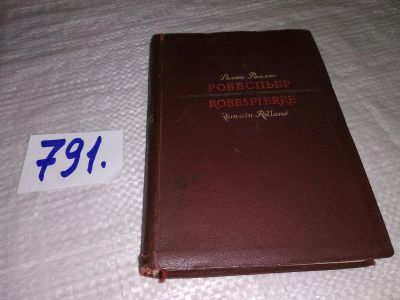 Ромен Роллан
РОБЕСПЬЕР
ROBESPIERRE
Romain Rolland
791.